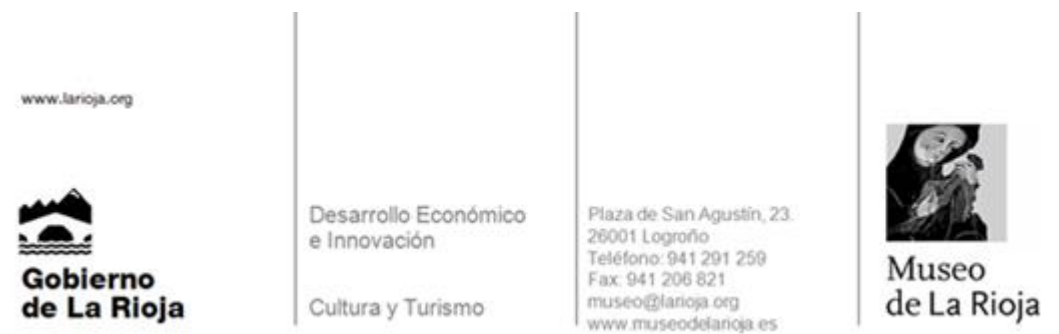 www.larioja.org
Gobierno
de La Rioja
Desarrollo Económico
e Innovación
Cultura y Turismo
Plaza de San Agustín, 23.
26001 Logroño
Teléfono: 941 291 259
Fax: 941 206 821
museo@larioja.org
www.museodelarioja.es
Museo
de La Rioja